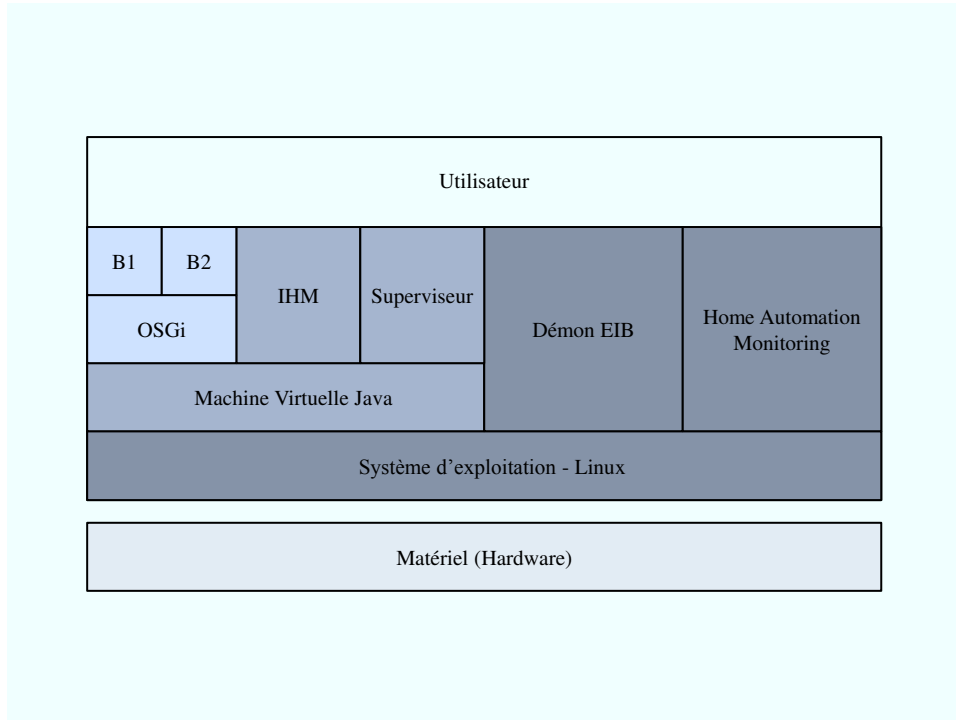 Utilisateur
B1
B2
IHM
Superviseur
OSGi
Démon EIB
Home Automation
Monitoring
Machine Virtuelle Java
Système d'exploitation - Linux
Matériel (Hardware)